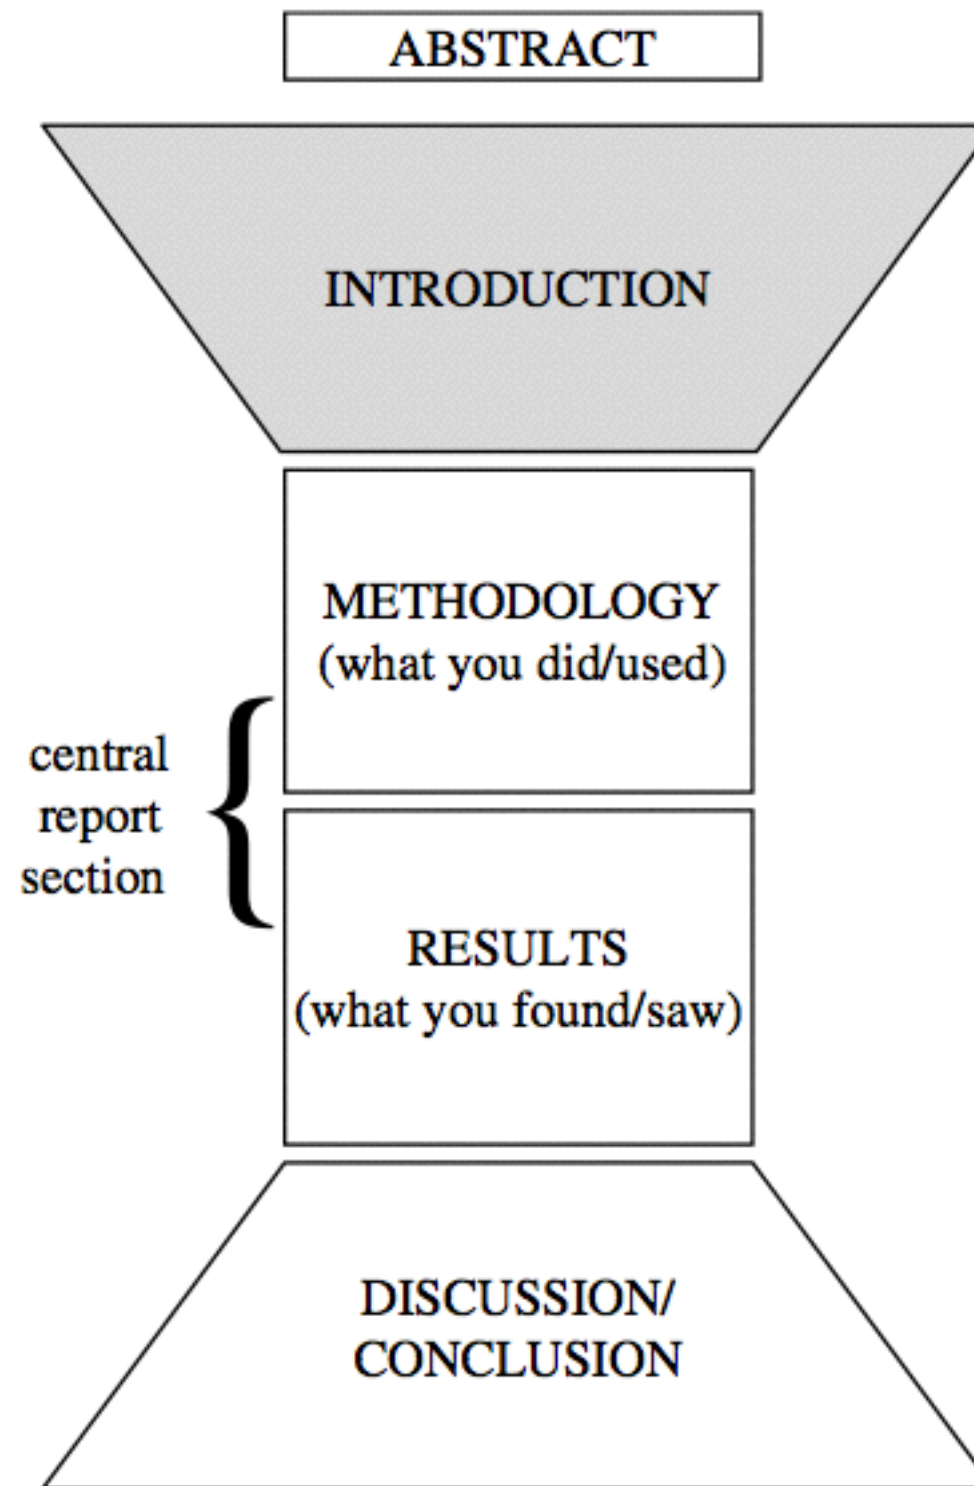 ABSTRACT
INTRODUCTION
METHODOLOGY
(what you did/used)
central
report
section
RESULTS
(what you found/saw)
DISCUSSION/
CONCLUSION